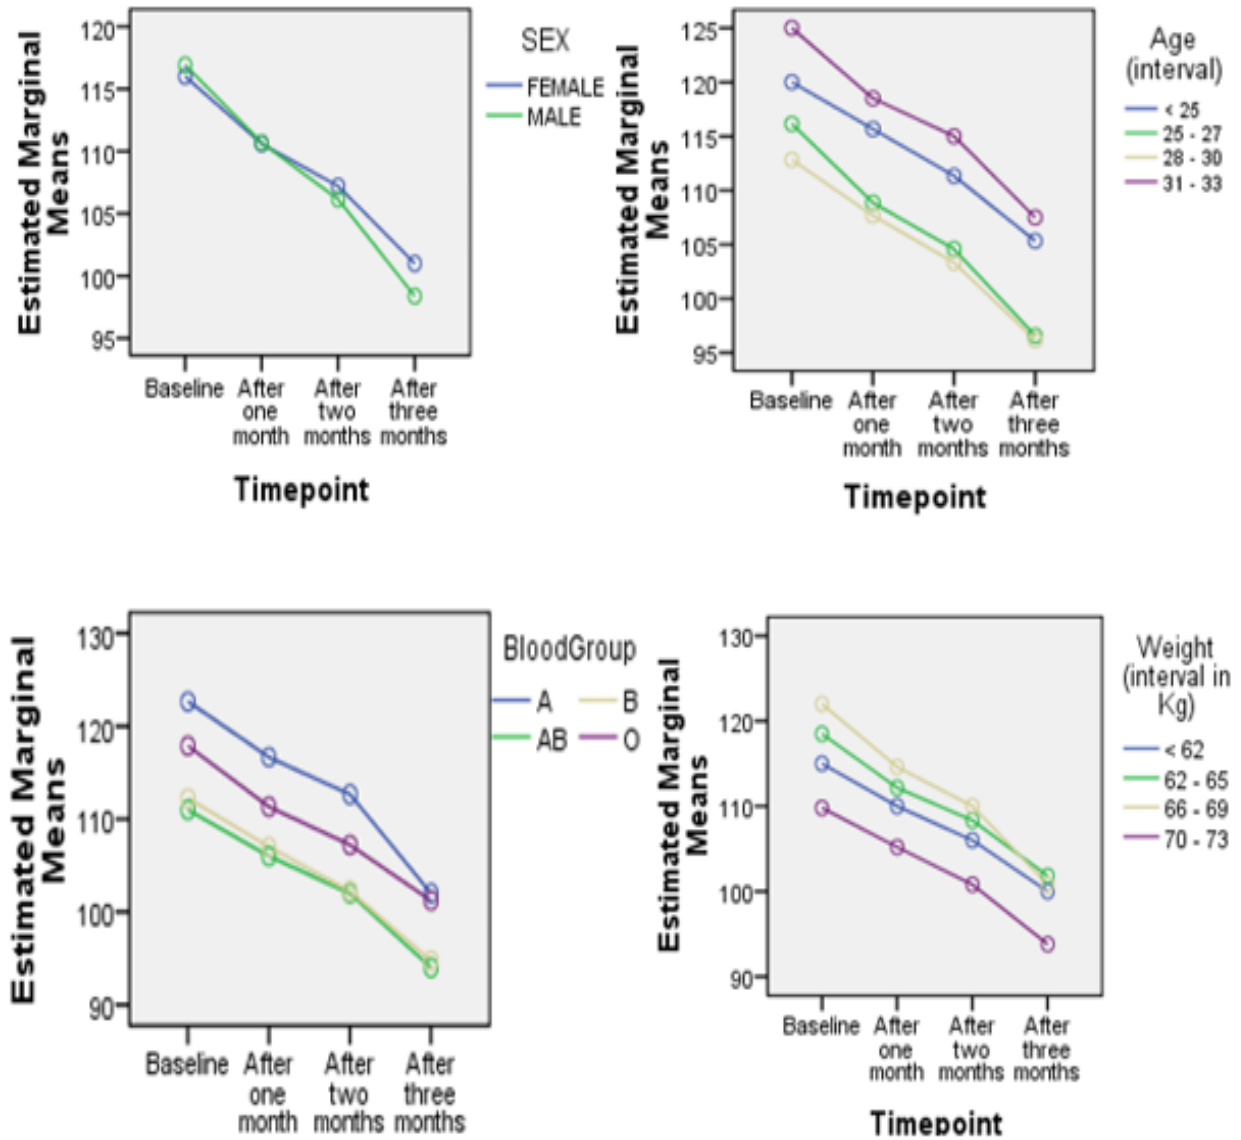 Estimated Marginal
Means
120
115
110
105
100
95
Baseline
After
one
month
After
two
months
After
three
months
Timepoint
SEX
FEMALE
MALE
Estimated Marginal
Means
125
120
115
110
105
100
95
Baseline
After
one
month
After
two
months
After
three
months
Timepoint
Age
(interval)
< 25
25 - 27
28 - 30
31 - 33
Estimated Marginal
Means
130
120
110
100
90
Baseline
After
one
month
After
two
months
After
three
months
BloodGroup
A
B
AB
O
Estimated Marginal
Means
130
120
110
100
90
Baseline
After
one
month
After
two
months
After
three
months
Timepoint
Weight
(interval in
Kg)
< 62
62 - 65
66 - 69
70 - 73